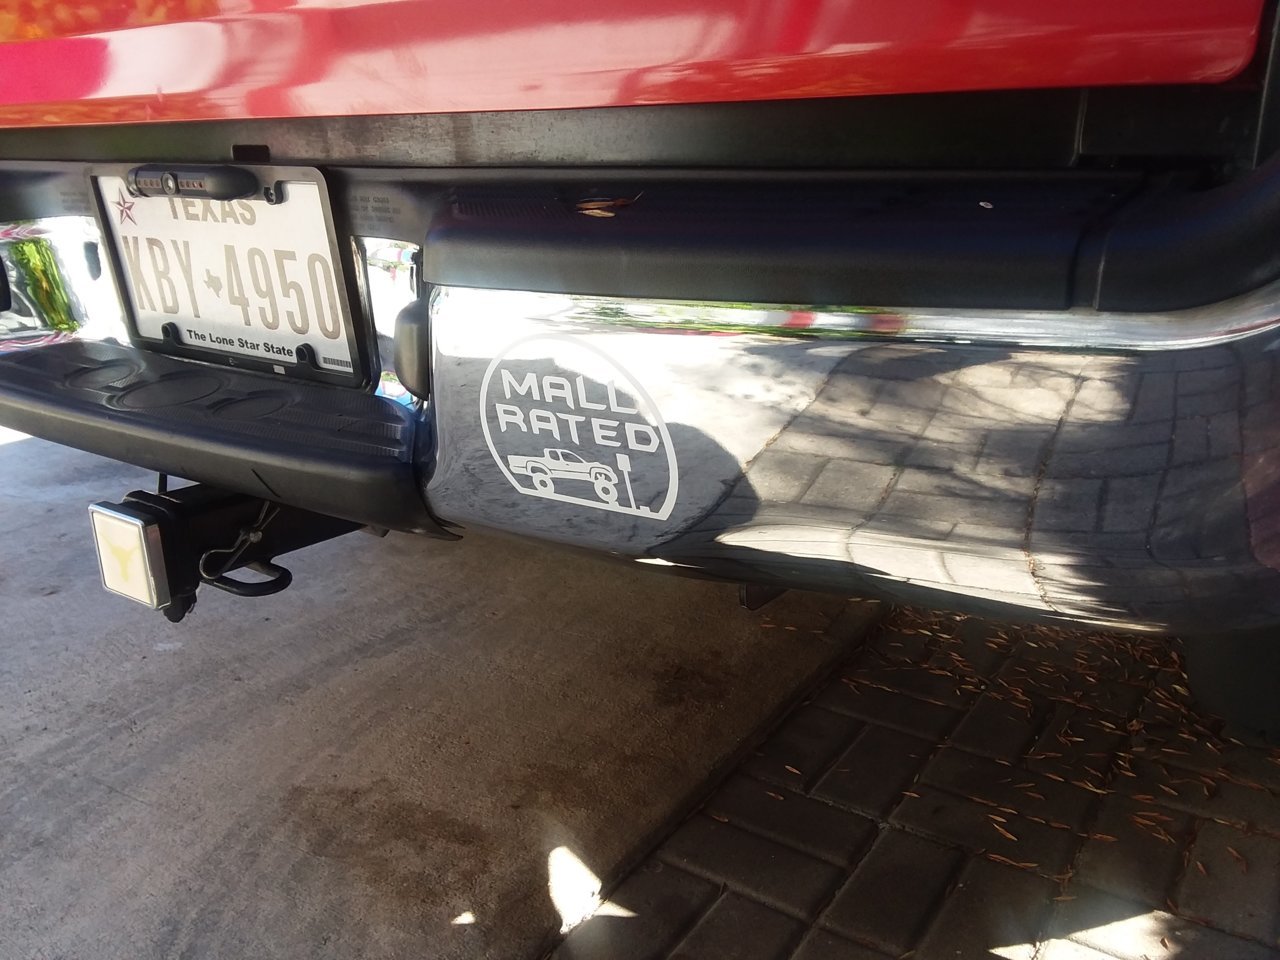 TEXAS
KBY 4950
The Lone Star State
MALL
RATED